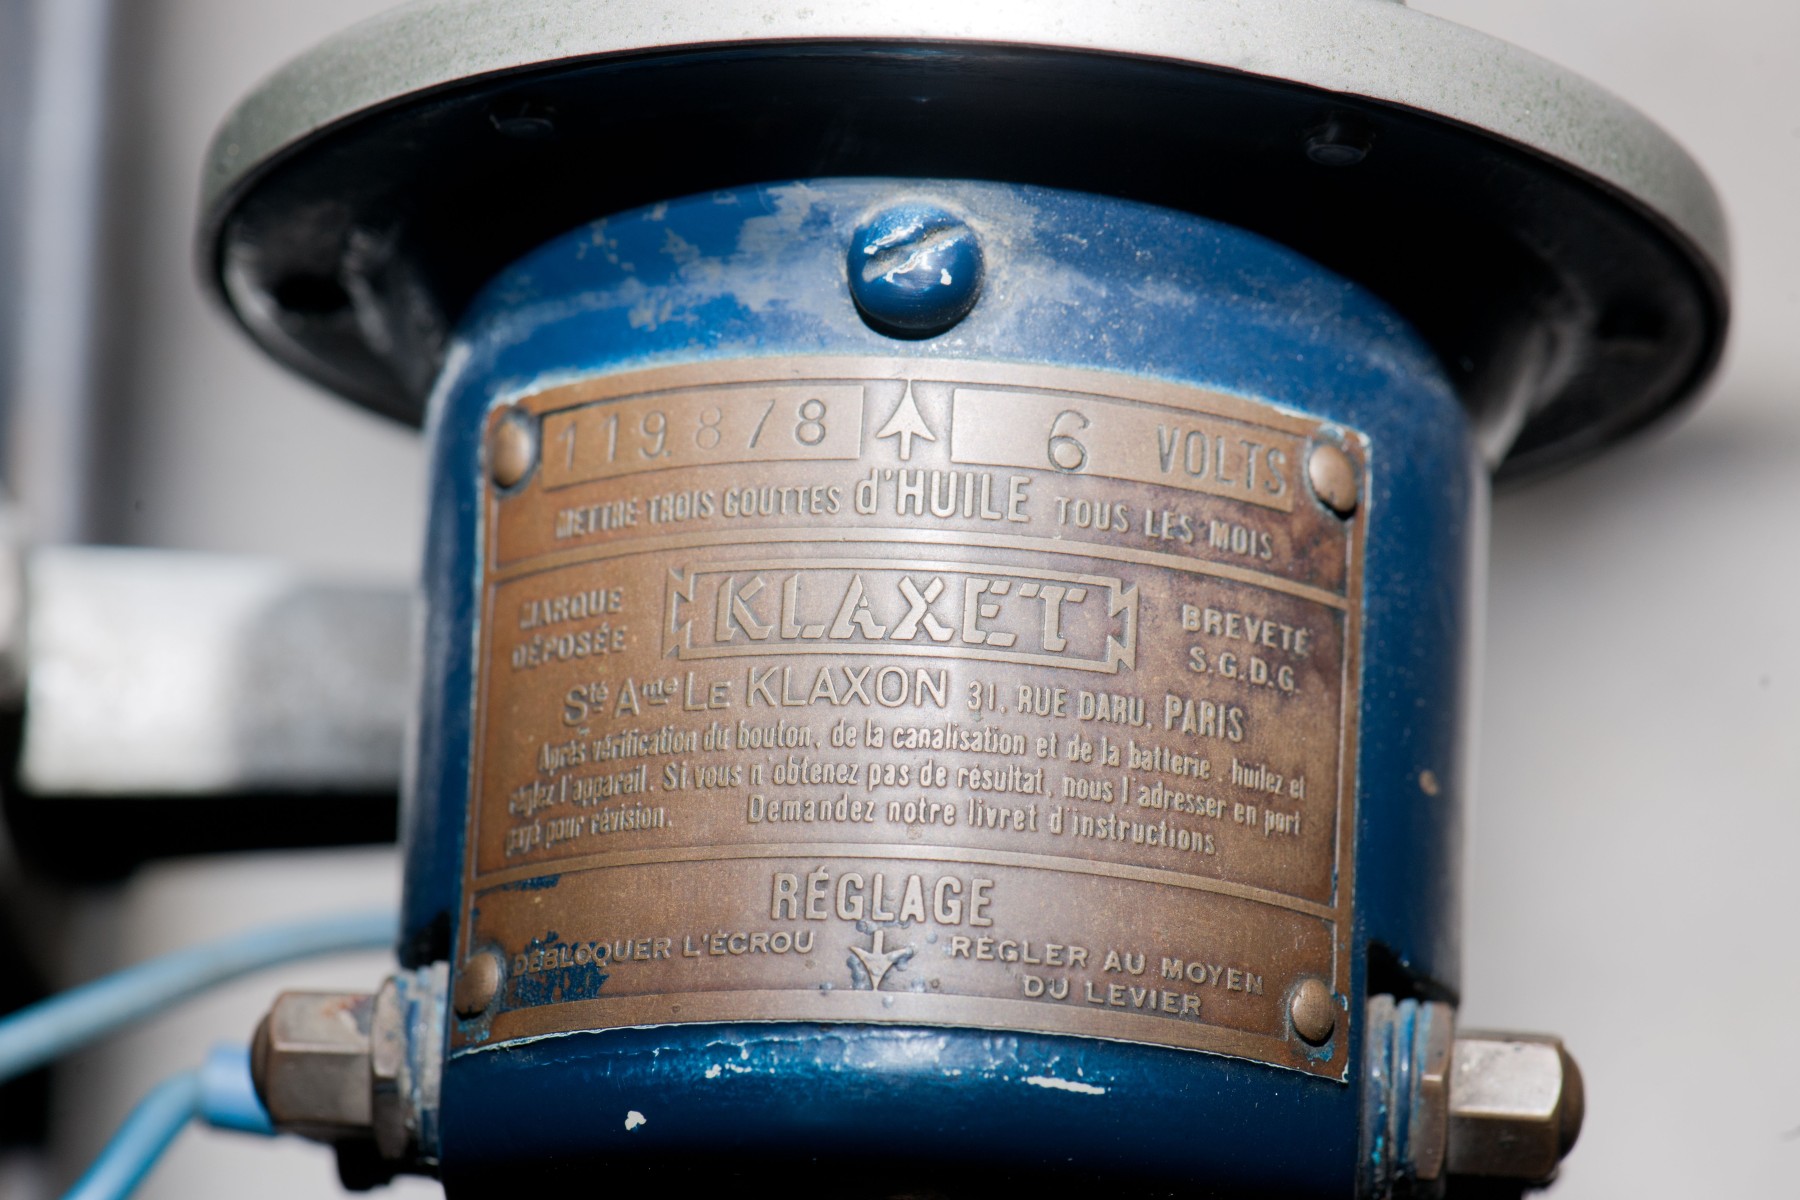 119.878 6 VOLTS
METTRE TROIS GOUTTES d'HUILE TOUS LES MOIS
MARQUE DÉPOSÉE
KLAXET
BREVETÉ S.G.D.G.
Sté Ame LE KLAXON 31, RUE DARU, PARIS
Après vérification du bouton, de la canalisation et de la batterie, huilez et
réglez l'appareil. Si vous n'obtenez pas de résultat, nous l'adresser en port
payé pour révision. Demandez notre livret d'instructions
RÉGLAGE
DÉBLOQUER L'ÉCROU
RÉGLER AU MOYEN
DU LEVIER